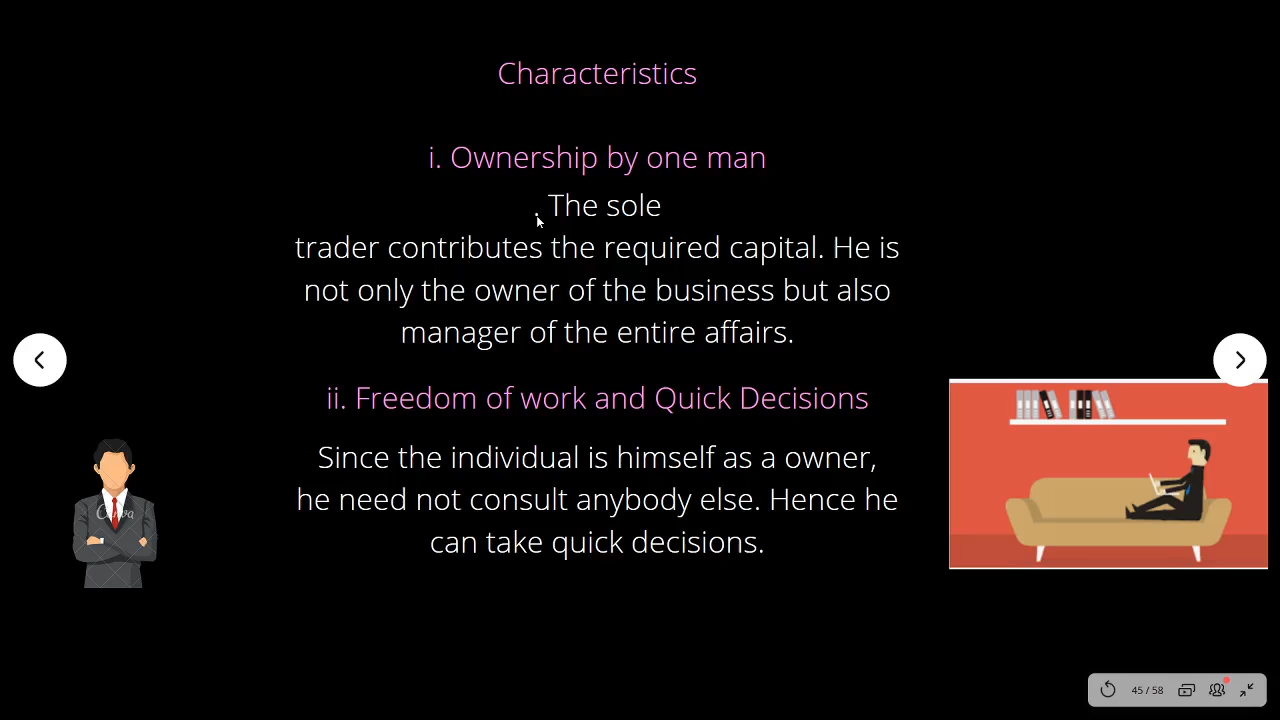 Characteristics
i. Ownership by one man
. The sole
trader contributes the required capital. He is
not only the owner of the business but also
manager of the entire affairs.
ii. Freedom of work and Quick Decisions
Since the individual is himself as a owner,
he need not consult anybody else. Hence he
can take quick decisions.
Canva
45 / 58